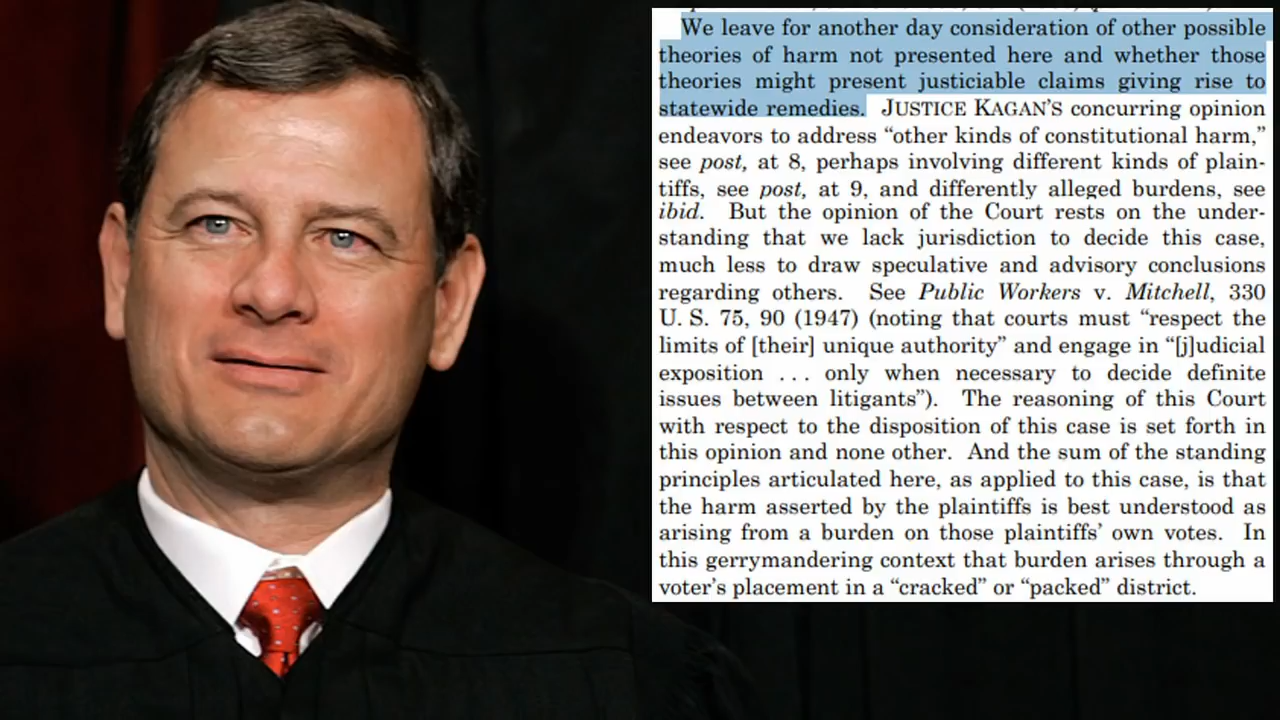 We leave for another day consideration of other possible
theories of harm not presented here and whether those
theories might present justiciable claims giving rise to
statewide remedies. JUSTICE KAGAN’S concurring opinion
endeavors to address “other kinds of constitutional harm,”
see post, at 8, perhaps involving different kinds of plain-
tiffs, see post, at 9, and differently alleged burdens, see
ibid. But the opinion of the Court rests on the under-
standing that we lack jurisdiction to decide this case,
much less to draw speculative and advisory conclusions
regarding others. See Public Workers v. Mitchell, 330
U. S. 75, 90 (1947) (noting that courts must “respect the
limits of [their] unique authority” and engage in “[j]udicial
exposition . . . only when necessary to decide definite
issues between litigants”). The reasoning of this Court
with respect to the disposition of this case is set forth in
this opinion and none other. And the sum of the standing
principles articulated here, as applied to this case, is that
the harm asserted by the plaintiffs is best understood as
arising from a burden on those plaintiffs’ own votes. In
this gerrymandering context that burden arises through a
voter’s placement in a “cracked” or “packed” district.